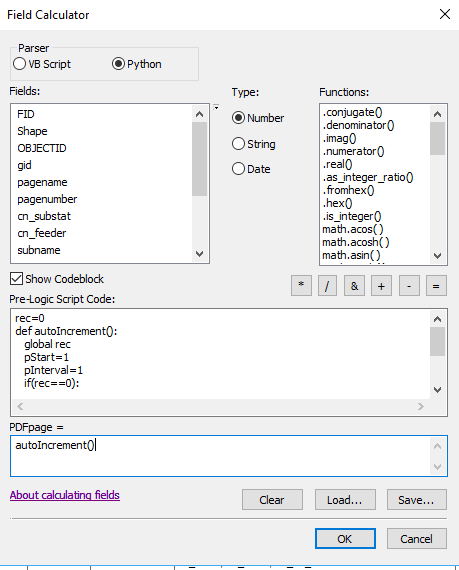 Field Calculator
Parser
VB Script
Python
Fields:
Type:
Functions:
FID
Shape
OBJECTID
gid
pagename
pagenumber
cn_substat
cn_feeder
subname
Number
String
Date
.conjugate()
.denominator()
.imag()
.numerator()
.real()
.as_integer_ratio()
.fromhex()
.hex()
.is_integer()
math.acos( )
math.acosh( )
math.asin( )
Show Codeblock
* / & + - =
Pre-Logic Script Code:
rec=0
def autoIncrement():
global rec
pStart=1
pInterval=1
if(rec==0):
PDFpage =
autoIncrement()
About calculating fields
Clear
Load...
Save...
OK
Cancel